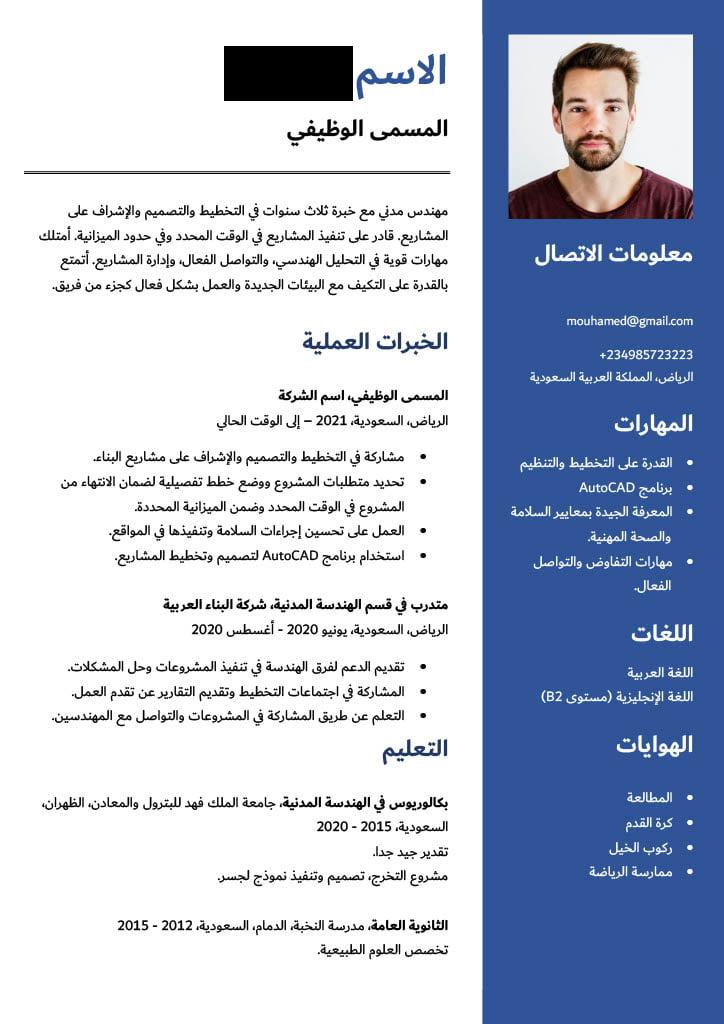 الاسم
المسمى الوظيفي
مهندس مدني مع خبرة ثلاث سنوات في التخطيط والتصميم والإشراف على
المشاريع. قادر على تنفيذ المشاريع في الوقت المحدد وفي حدود الميزانية. أمتلك
مهارات قوية في التحليل الهندسي، والتواصل الفعال، وإدارة المشاريع. أتمتع
بالقدرة على التكيف مع البيئات الجديدة والعمل بشكل فعال كجزء من فريق.
الخبرات العملية
المسمى الوظيفي، اسم الشركة
الرياض، السعودية، 2021 – إلى الوقت الحالي
• مشاركة في التخطيط والتصميم والإشراف على مشاريع البناء.
• تحديد متطلبات المشروع ووضع خطط تفصيلية لضمان الانتهاء من
المشروع في الوقت المحدد وضمن الميزانية المحددة.
• العمل على تحسين إجراءات السلامة وتنفيذها في المواقع.
• استخدام برنامج AutoCAD لتصميم وتخطيط المشاريع.
متدرب في قسم الهندسة المدنية، شركة البناء العربية
الرياض، السعودية، يونيو 2020 - أغسطس 2020
• تقديم الدعم لفرق الهندسة في تنفيذ المشروعات وحل المشكلات.
• المشاركة في اجتماعات التخطيط وتقديم التقارير عن تقدم العمل.
• التعلم عن طريق المشاركة في المشروعات والتواصل مع المهندسين.
التعليم
بكالوريوس في الهندسة المدنية، جامعة الملك فهد للبترول والمعادن، الظهران،
السعودية، 2015 - 2020
تقدير جيد جدا.
مشروع التخرج، تصميم وتنفيذ نموذج لجسر.
الثانوية العامة، مدرسة النخبة، الدمام، السعودية، 2012 - 2015
تخصص العلوم الطبيعية.
معلومات الاتصال
mouhamed@gmail.com
+234985723223
الرياض، المملكة العربية السعودية
المهارات
• القدرة على التخطيط والتنظيم
• برنامج AutoCAD
• المعرفة الجيدة بمعايير السلامة
والصحة المهنية.
• مهارات التفاوض والتواصل
الفعال.
اللغات
اللغة العربية
اللغة الإنجليزية (مستوى B2)
الهوايات
• المطالعة
• كرة القدم
• ركوب الخيل
• ممارسة الرياضة